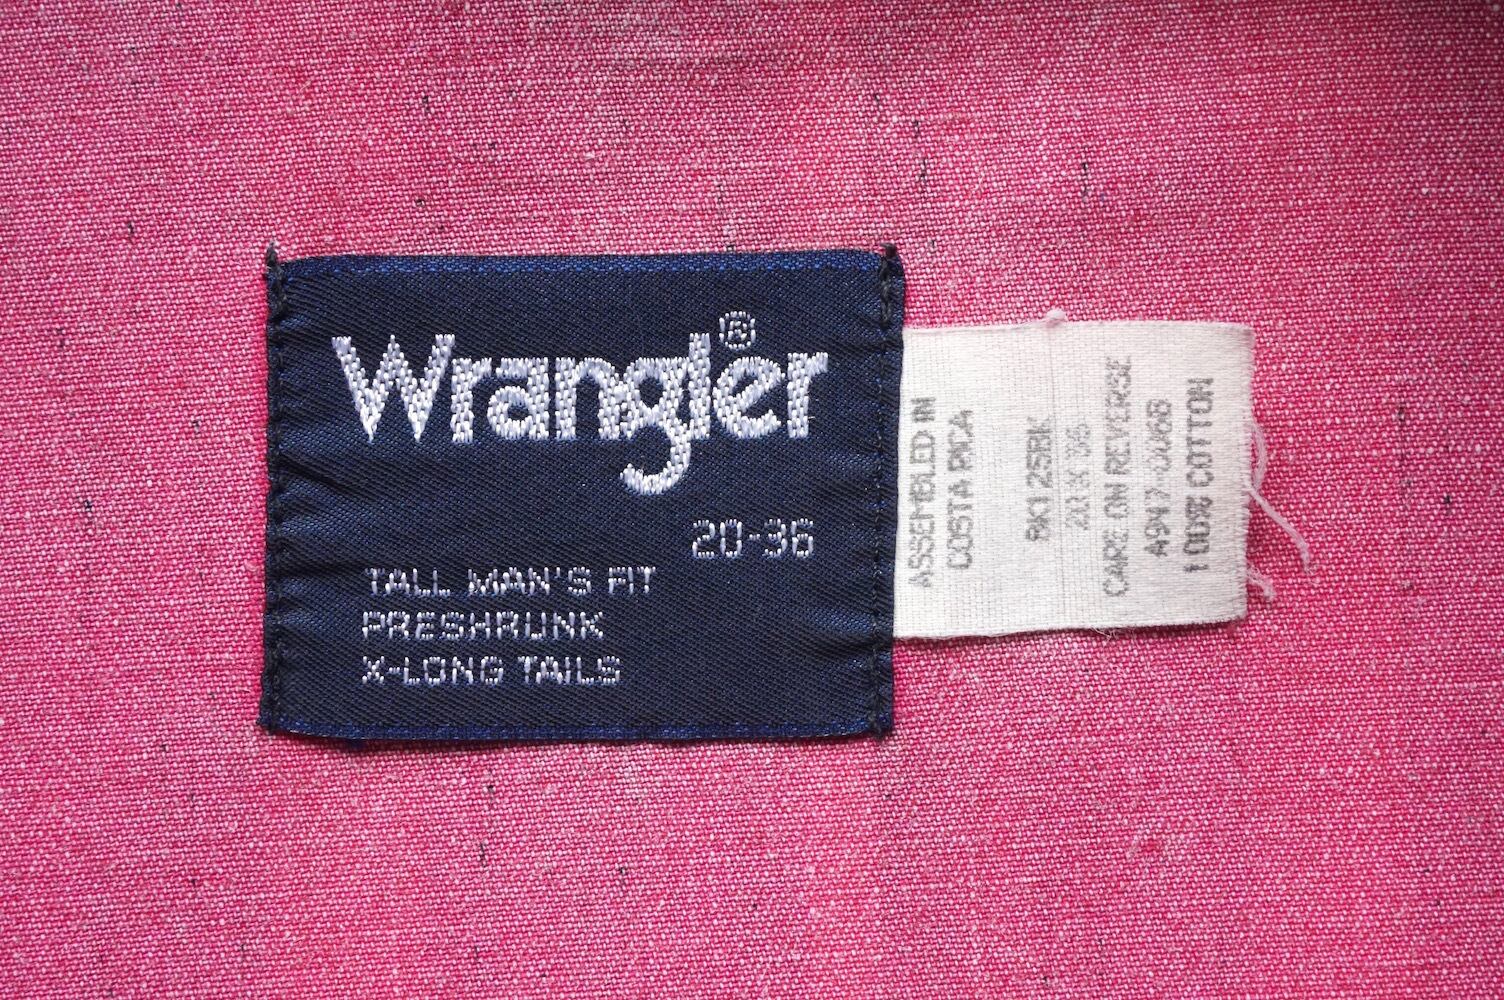 Wrangler®
20-36
TALL MAN'S FIT
PRESHRUNK
X-LONG TAILS
ASSEMBLED IN
COSTA RICA
20 X 36
CARE ON REVERSE
100% COTTON